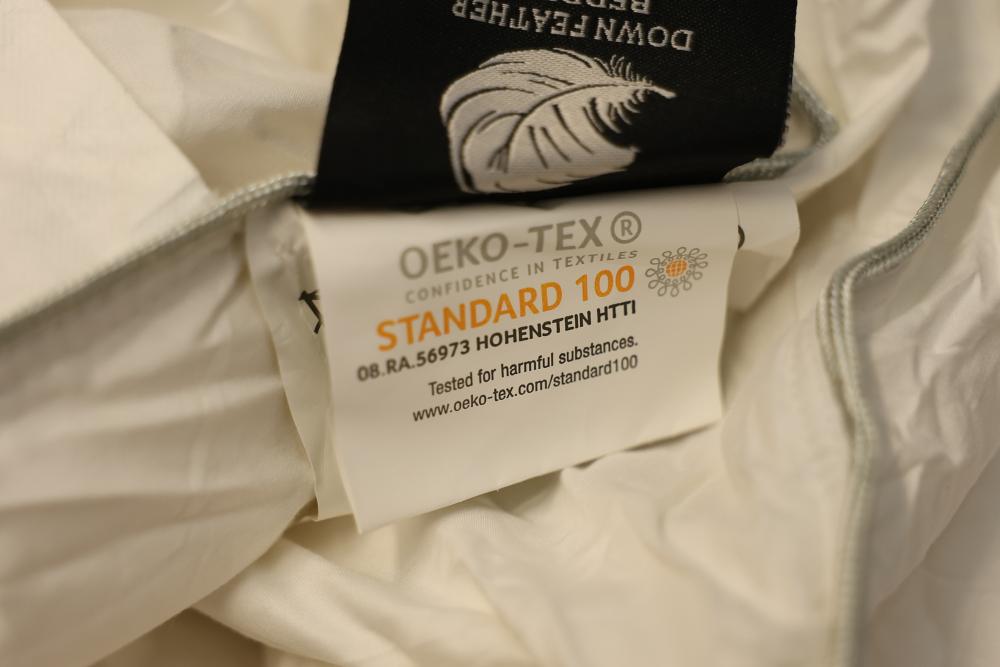 DOWN FEATHER
OEKO-TEX®
CONFIDENCE IN TEXTILES
STANDARD 100
08.RA.56973 HOHENSTEIN HTTI
Tested for harmful substances.
www.oeko-tex.com/standard100